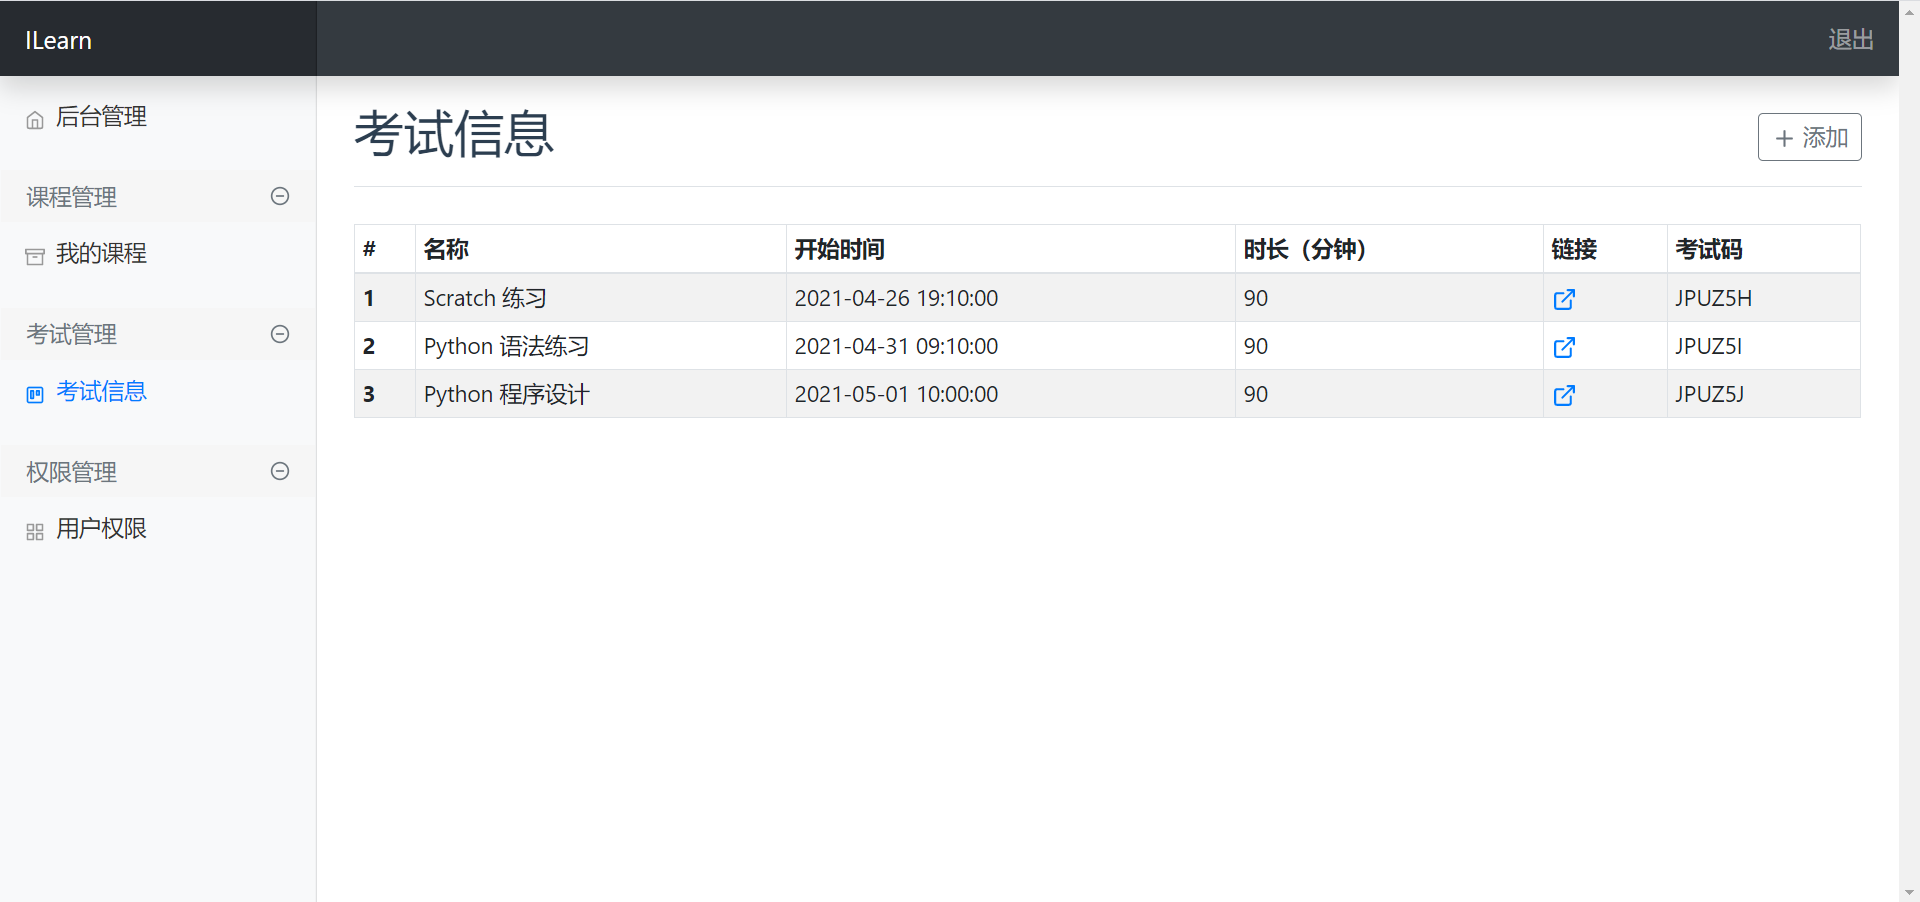 ILearn
退出
后台管理
课程管理
我的课程
考试管理
考试信息
权限管理
用户权限
考试信息
+ 添加
# 名称 开始时间 时长（分钟） 链接 考试码
1 Scratch 练习 2021-04-26 19:10:00 90 JPUZ5H
2 Python 语法练习 2021-04-31 09:10:00 90 JPUZ5I
3 Python 程序设计 2021-05-01 10:00:00 90 JPUZ5J